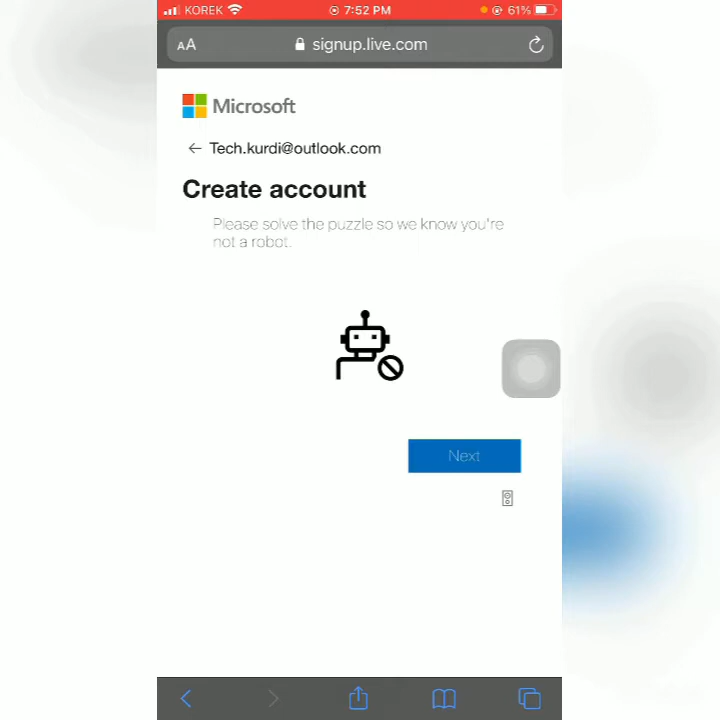 KOREK 7:52 PM 61%
AA signup.live.com
Microsoft
← Tech.kurdi@outlook.com
Create account
Please solve the puzzle so we know you're
not a robot.
Next